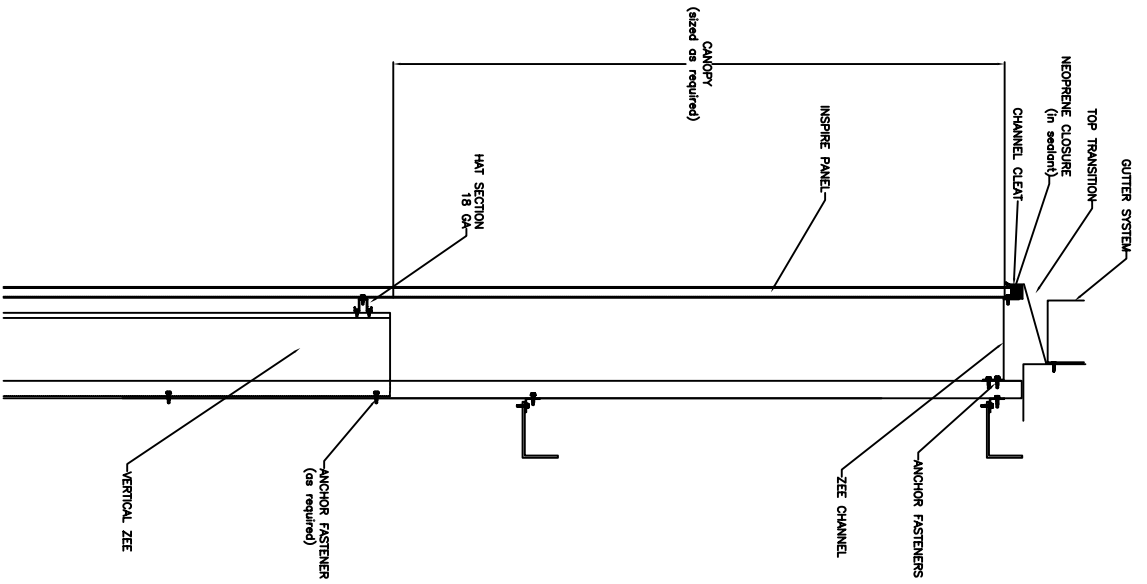 GUTTER SYSTEM
TOP TRANSITION
NEOPRENE CLOSURE
(in sealant)
CHANNEL CLEAT
CANOPY
(sized as required)
INSPIRE PANEL
HAT SECTION
18 GA
ANCHOR FASTENERS
ZEE CHANNEL
ANCHOR FASTENER
(as required)
VERTICAL ZEE